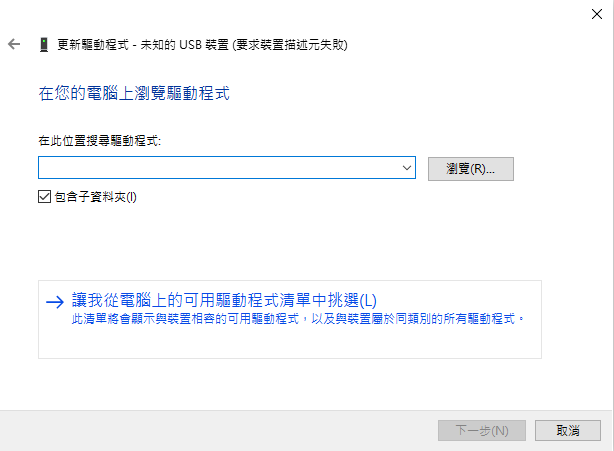 更新驅動程式 - 未知的 USB 裝置 (要求裝置描述元失敗)
在您的電腦上瀏覽驅動程式
在此位置搜尋驅動程式:
瀏覽(R)...
包含子資料夾(I)
讓我從電腦上的可用驅動程式清單中挑選(L)
此清單將會顯示與裝置相容的可用驅動程式，以及與裝置屬於同類別的所有驅動程式。
下一步(N)
取消